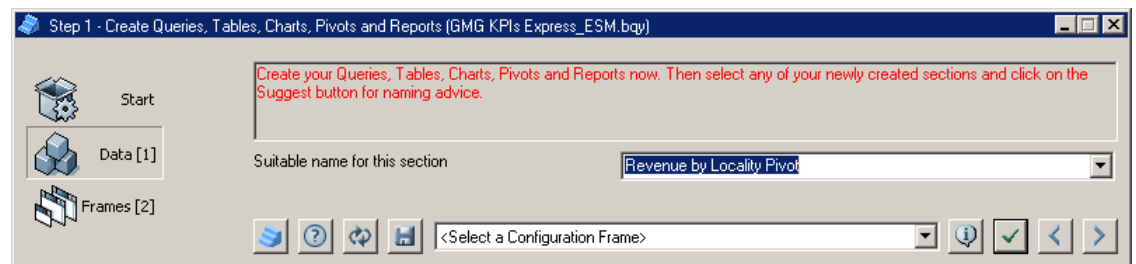 Step 1 - Create Queries, Tables, Charts, Pivots and Reports (GMG KPIs Express_ESM.bqy)
Create your Queries, Tables, Charts, Pivots and Reports now. Then select any of your newly created sections and click on the
Suggest button for naming advice.
Start
Data [1]
Suitable name for this section
Revenue by Locality Pivot
Frames [2]
<Select a Configuration Frame>